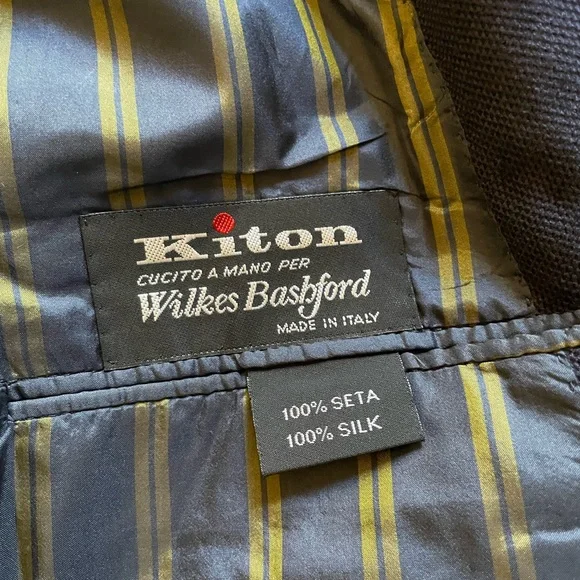 Kiton
CUCITO A MANO PER
Wilkes Bashford
MADE IN ITALY
100% SETA
100% SILK